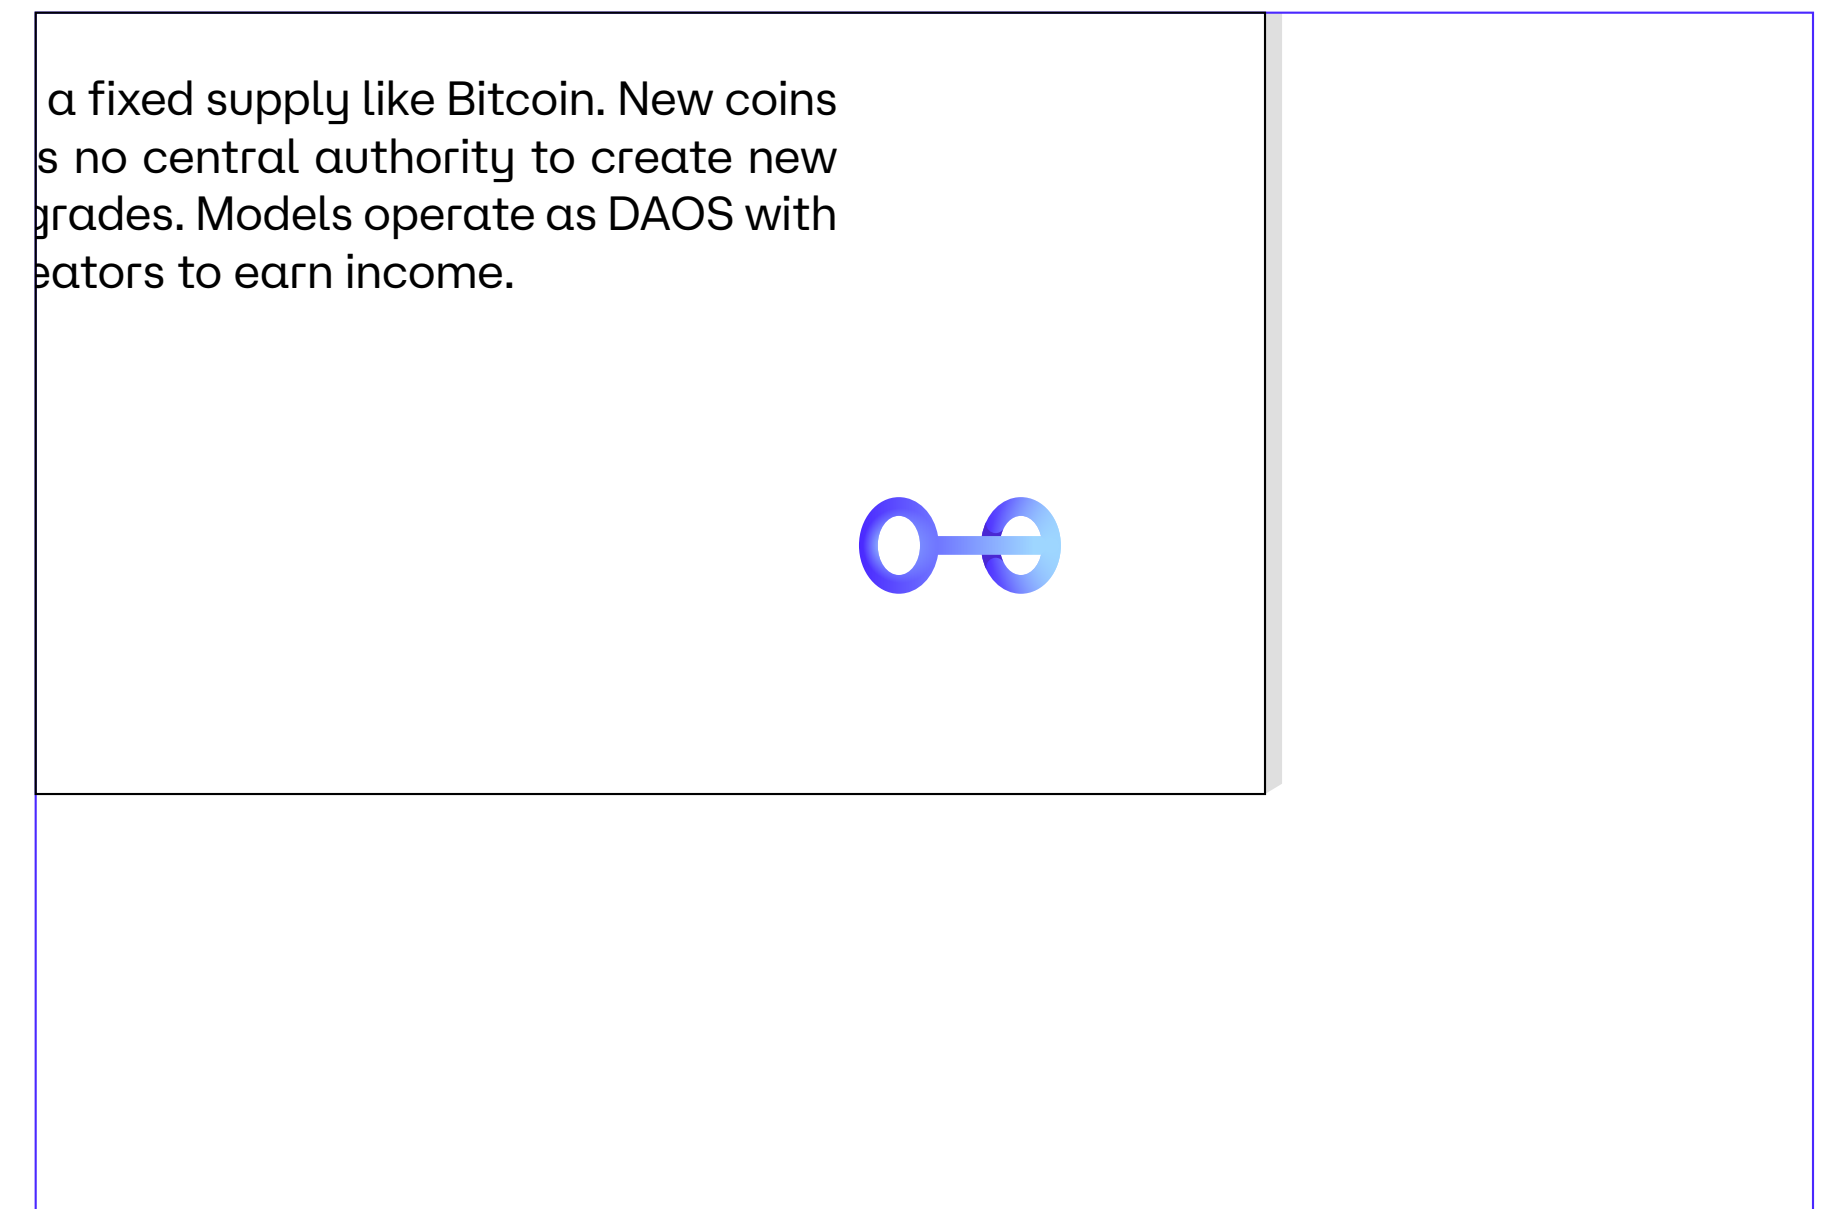 a fixed supply like Bitcoin. New coins
s no central authority to create new
grades. Models operate as DAOS with
eators to earn income.